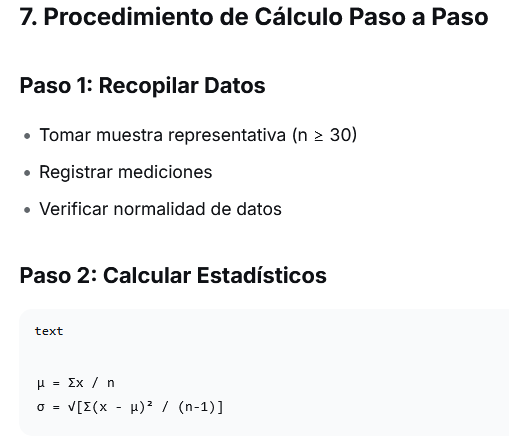 7. Procedimiento de Cálculo Paso a Paso
Paso 1: Recopilar Datos
• Tomar muestra representativa (n ≥ 30)
• Registrar mediciones
• Verificar normalidad de datos
Paso 2: Calcular Estadísticos
text
μ = Σx / n
σ = √[Σ(x - μ)² / (n-1)]